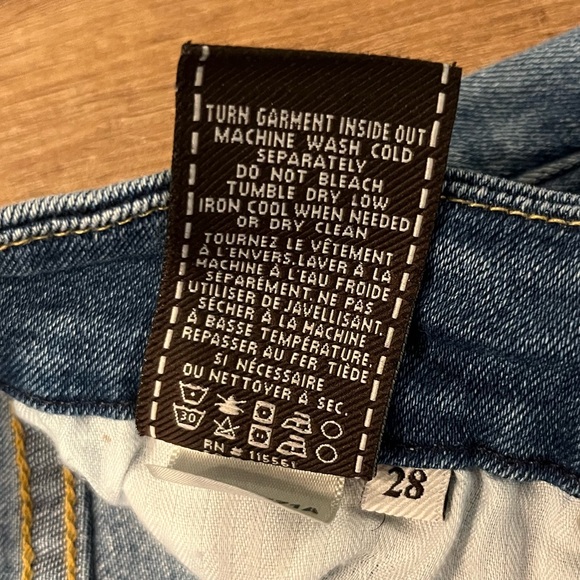 TURN GARMENT INSIDE OUT
MACHINE WASH COLD
SEPARATELY
DO NOT BLEACH
TUMBLE DRY LOW
IRON COOL WHEN NEEDED
OR DRY CLEAN
TOURNEZ LE VÊTEMENT
À L'ENVERS.LAVER À LA
MACHINE À L'EAU FROIDE
SÉPARÉMENT. NE PAS
UTILISER DE JAVELLISANT.
SÉCHER À LA MACHINE
À BASSE TEMPÉRATURE.
REPASSER AU FER TIÈDE
SI NÉCESSAIRE
OU NETTOYER À SEC.
30
RN # 115561
28